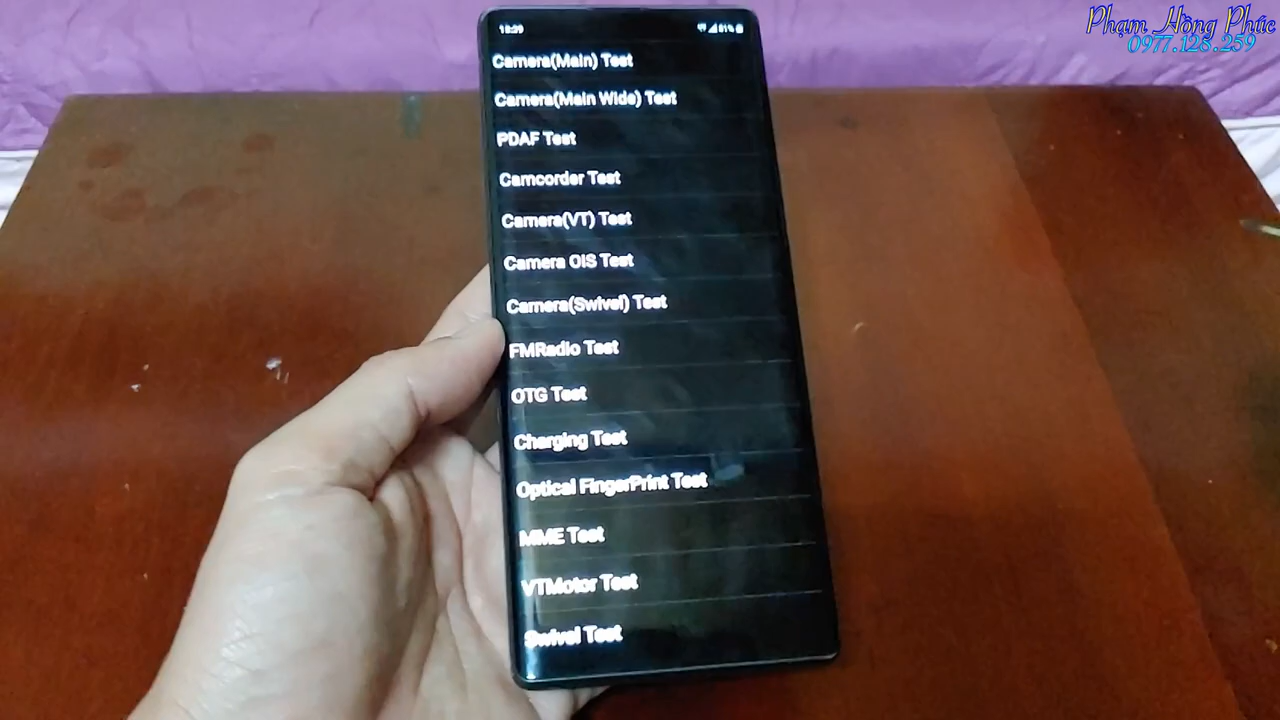 Phạm Hồng Phúc
0977.128.259
81%
Camera(Main) Test
Camera(Main Wide) Test
PDAF Test
Camcorder Test
Camera(VT) Test
Camera OIS Test
Camera(Swivel) Test
FMRadio Test
OTG Test
Charging Test
Optical FingerPrint Test
MME Test
VTMotor Test
Swivel Test